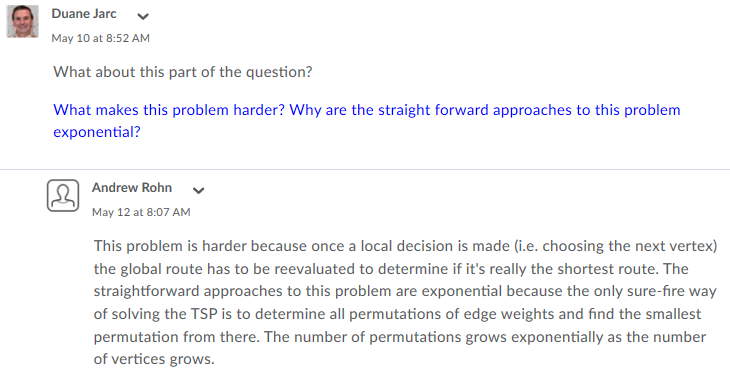 Duane Jarc
May 10 at 8:52 AM
What about this part of the question?
What makes this problem harder? Why are the straight forward approaches to this problem
exponential?
Andrew Rohn
May 12 at 8:07 AM
This problem is harder because once a local decision is made (i.e. choosing the next vertex)
the global route has to be reevaluated to determine if it's really the shortest route. The
straightforward approaches to this problem are exponential because the only sure-fire way
of solving the TSP is to determine all permutations of edge weights and find the smallest
permutation from there. The number of permutations grows exponentially as the number
of vertices grows.